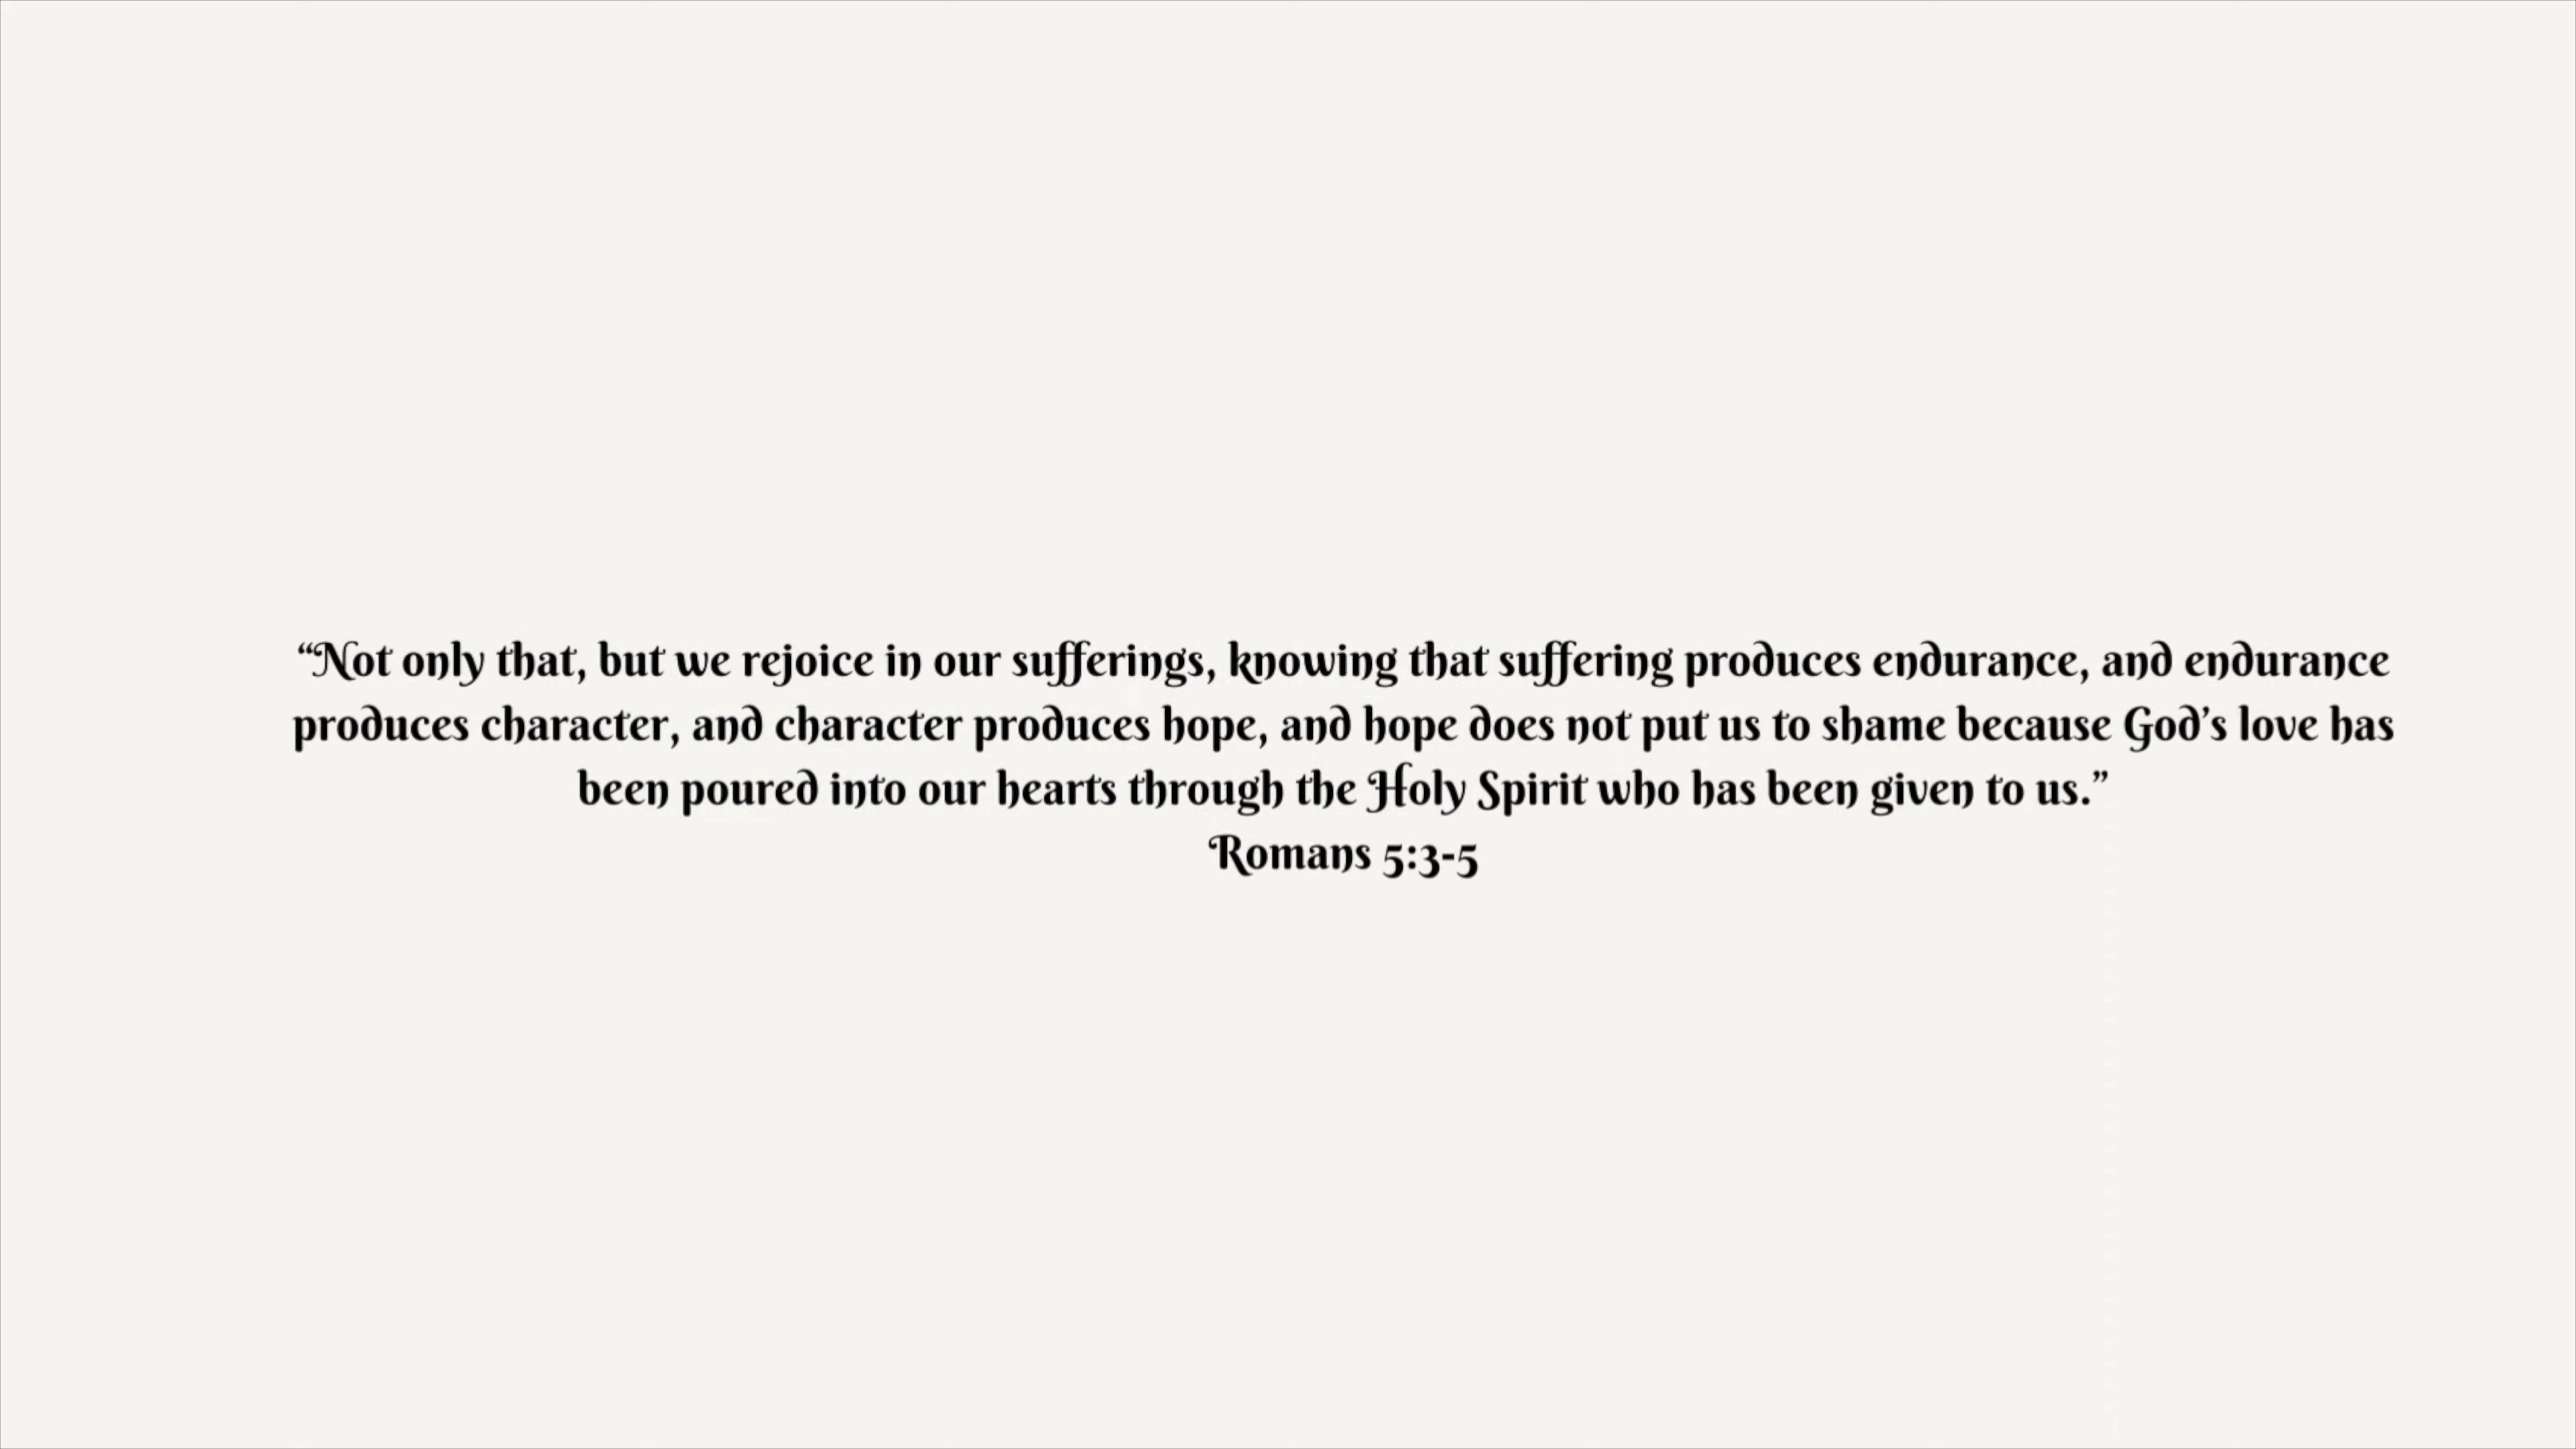 “Not only that, but we rejoice in our sufferings, knowing that suffering produces endurance, and endurance
produces character, and character produces hope, and hope does not put us to shame because God’s love has
been poured into our hearts through the Holy Spirit who has been given to us.”
Romans 5:3-5